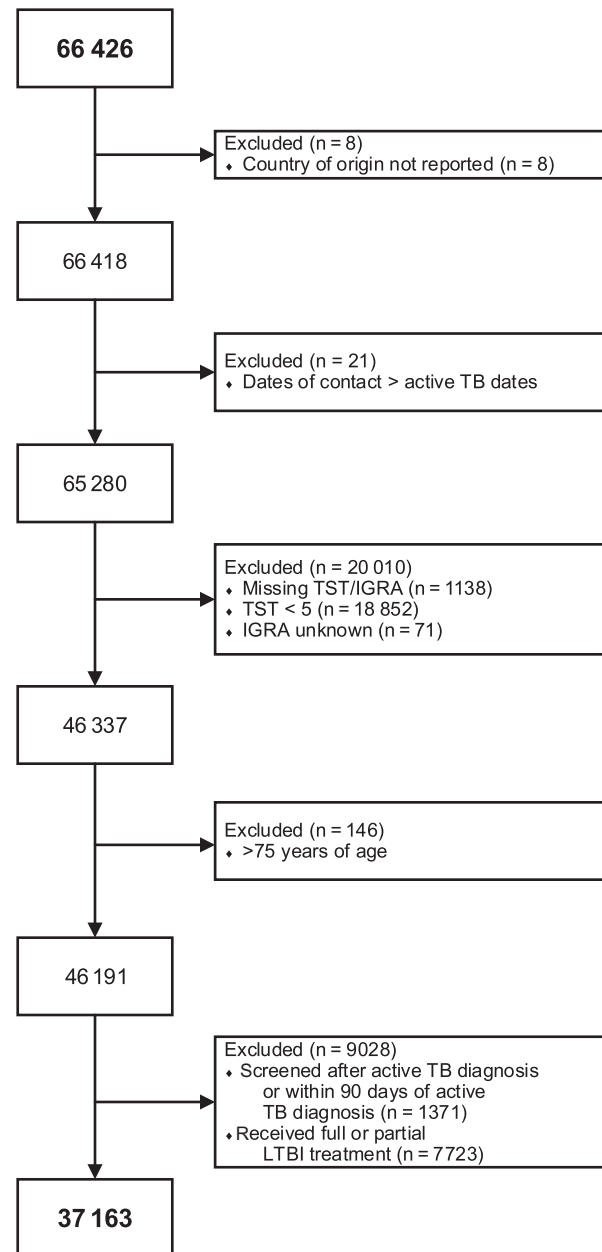 66 426
Excluded (n = 8)
⬧ Country of origin not reported (n = 8)
66 418
Excluded (n = 21)
⬧ Dates of contact > active TB dates
65 280
Excluded (n = 20 010)
⬧ Missing TST/IGRA (n = 1138)
⬧ TST < 5 (n = 18 852)
⬧ IGRA unknown (n = 71)
46 337
Excluded (n = 146)
⬧ >75 years of age
46 191
Excluded (n = 9028)
⬧ Screened after active TB diagnosis
or within 90 days of active
TB diagnosis (n = 1371)
⬧ Received full or partial
LTBI treatment (n = 7723)
37 163